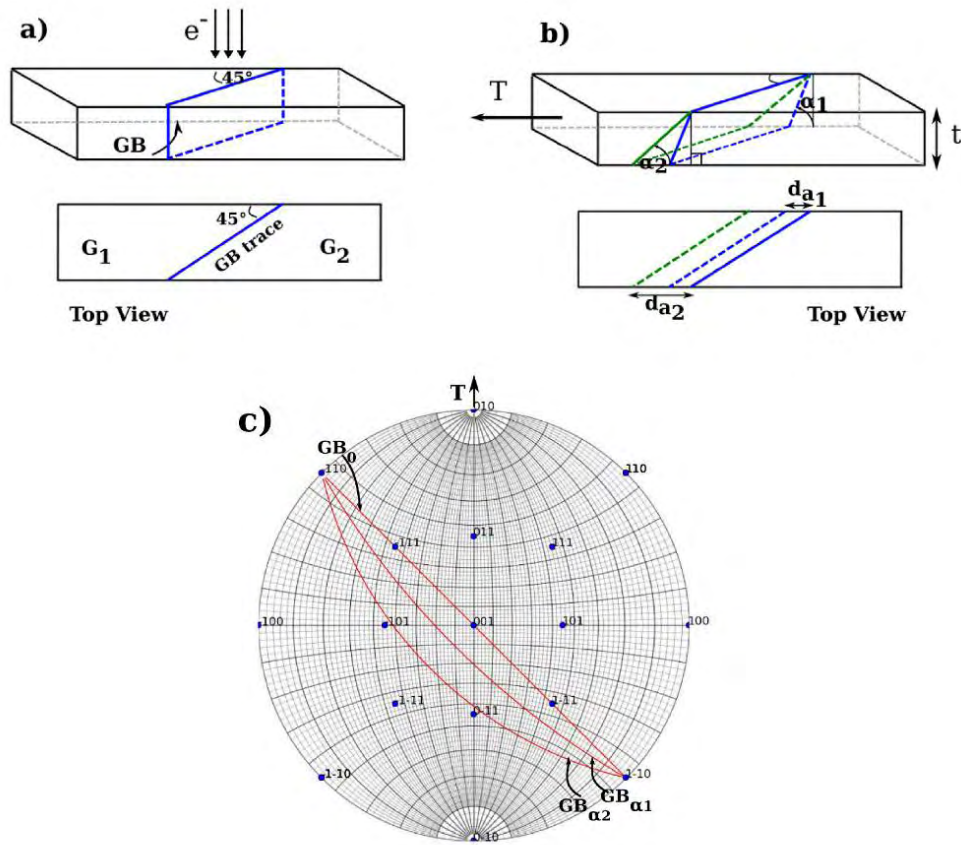 a)
e-
45°
GB
45°
G1
GB trace
G2
Top View
b)
T
α1
α2
t
da1
da2
Top View
c)
T
010
GB0
110
110
011
111
111
100
101
001
101
100
1-11
0-11
1-11
1-10
1-10
GBα2
GBα1
0-10